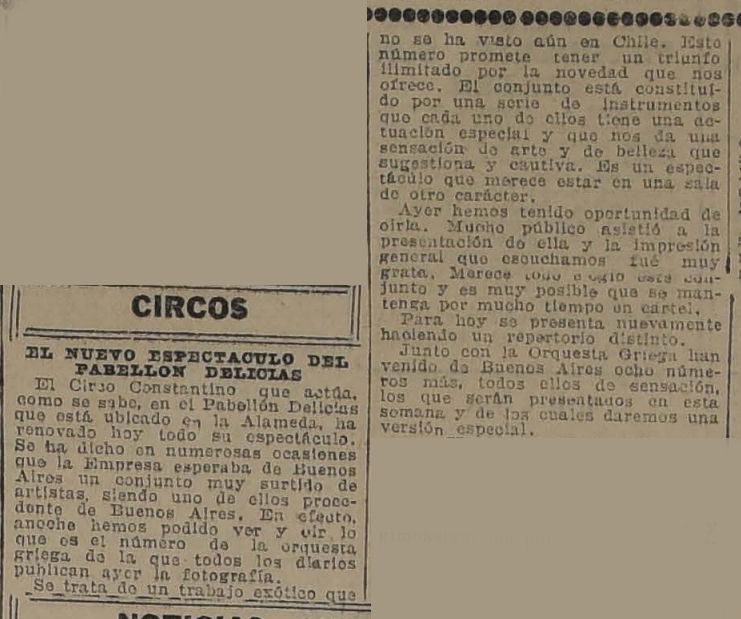 CIRCOS
EL NUEVO ESPECTACULO DEL
PABELLON DELICIAS
El Circo Constantino que actúa,
como se sabe, en el Pabellón Delicias
que está ubicado en la Alameda, ha
renovado hoy todo su espectáculo.
Se ha dicho en numerosas ocasiones
que la Empresa esperaba de Buenos
Aires un conjunto muy surtido de
artistas, siendo uno de ellos proce-
dente de Buenos Aires. En efecto,
anoche hemos podido ver y oir lo
que es el número de la orquesta
griega de la que todos los diarios
publican ayer la fotografía.
Se trata de un trabajo exótico que
no se ha visto aún en Chile. Este
número promete tener un triunfo
ilimitado por la novedad que nos
ofrece. El conjunto está constituí-
do por una serie de instrumentos
que cada uno de ellos tiene una ac-
tuación especial y que nos da una
sensación de arte y de belleza que
sugestiona y cautiva. Es un espec-
táculo que merece estar en una sala
de otro carácter.
Ayer hemos tenido oportunidad de
oirla. Mucho público asistió a la
presentación de ella y la impresión
general que escuchamos fué muy
grata. Merece todo elogio este con-
junto y es muy posible que se man-
tenga por mucho tiempo en cartel.
Para hoy se presenta nuevamente
haciendo un repertorio distinto.
Junto con la Orquesta Griega han
venido de Buenos Aires ocho núme-
ros más, todos ellos de sensación,
los que serán presentados en esta
semana y de los cuales daremos una
versión especial.